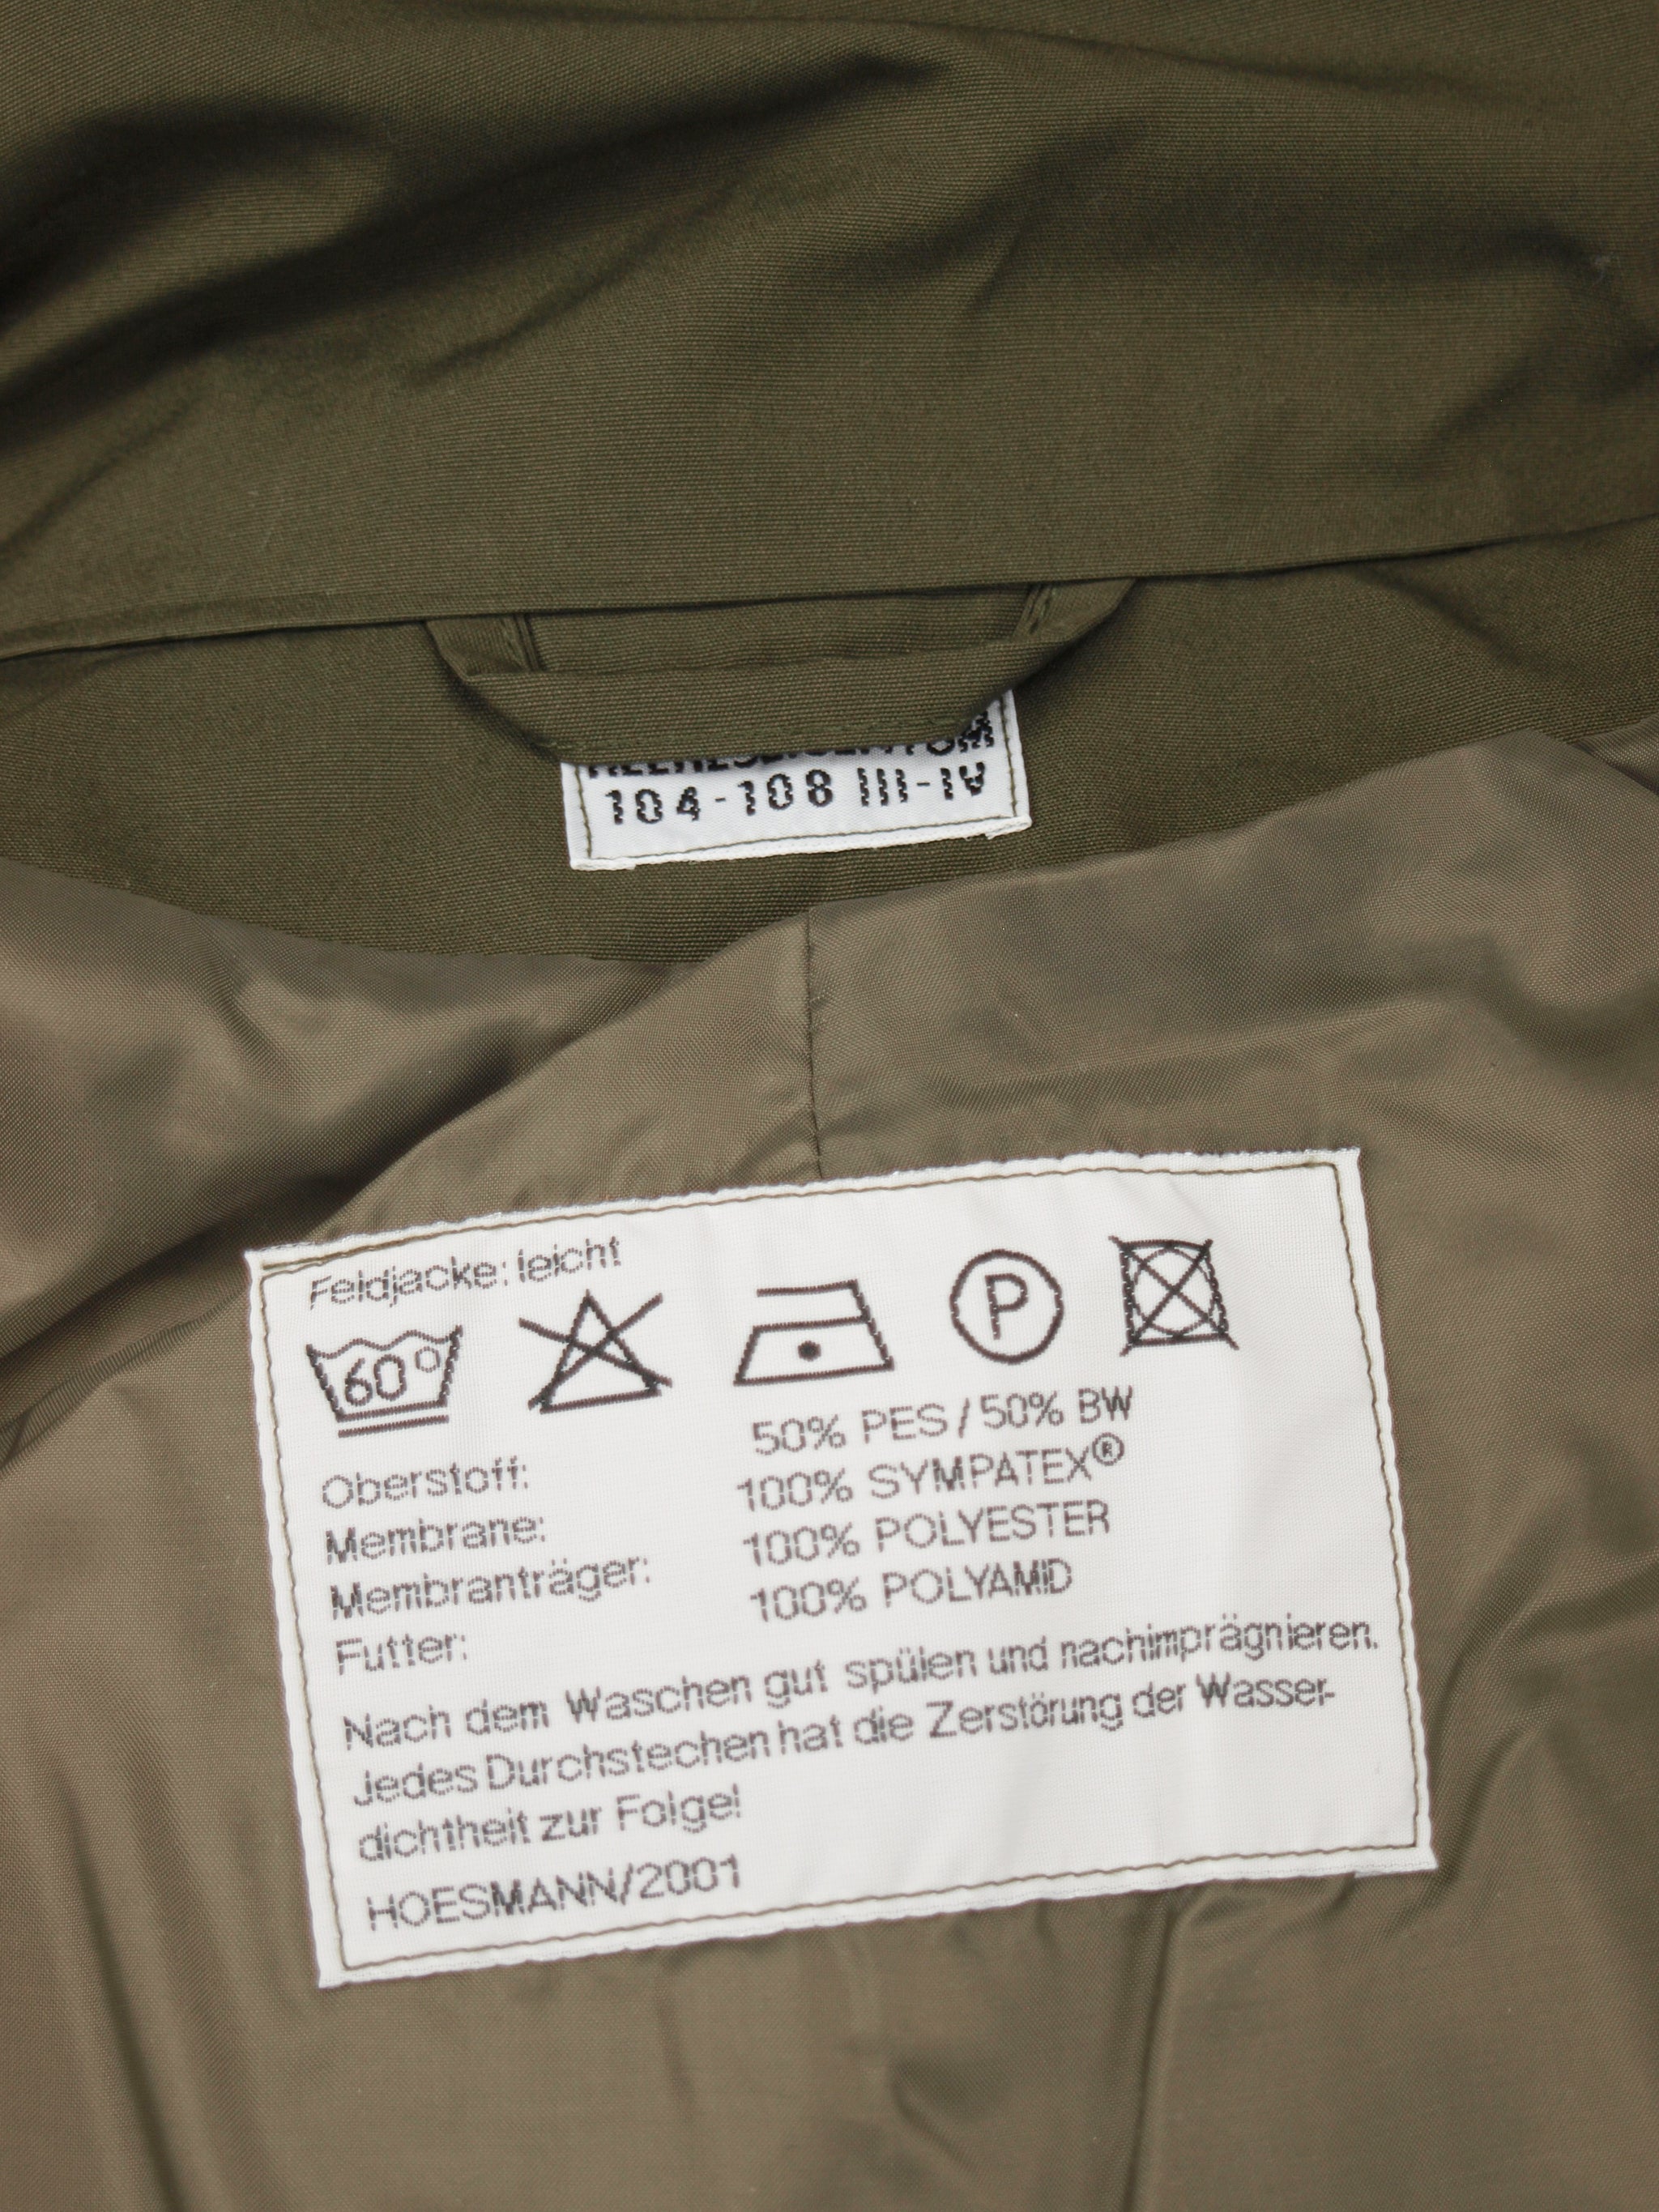 104-108 III-IV
Feldjacke: leicht
60°
P
Oberstoff: 50% PES / 50% BW
Membrane: 100% SYMPATEX®
Membranträger: 100% POLYESTER
Futter: 100% POLYAMID
Nach dem Waschen gut spülen und nachimprägnieren.
Jedes Durchstechen hat die Zerstörung der Wasser-
dichtheit zur Folge!
HOESMANN/2001